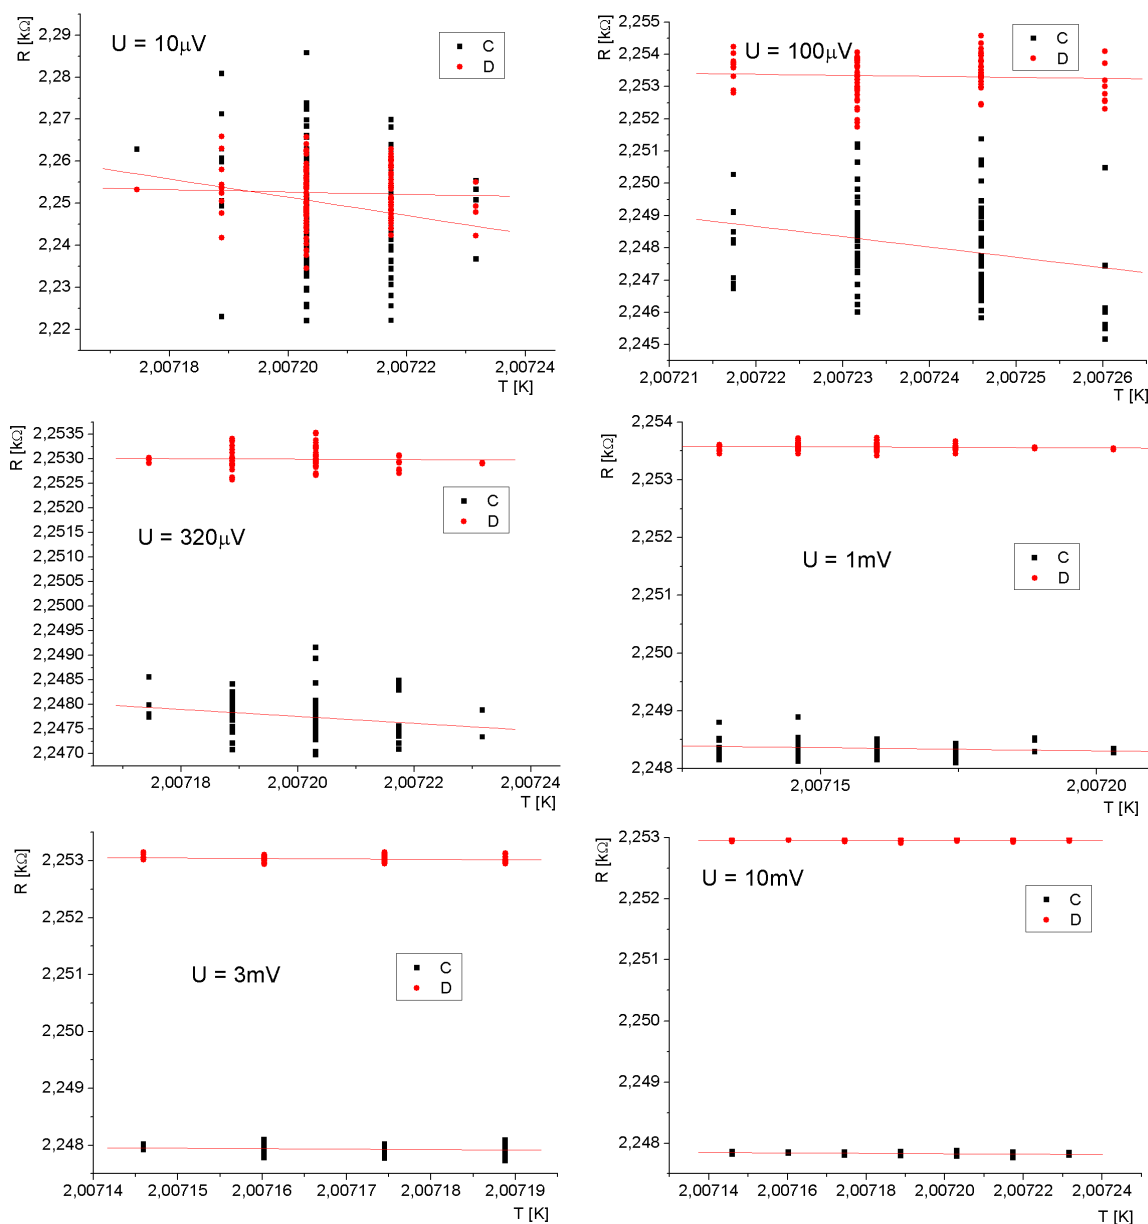 R [kΩ]
U = 10µV
C
D
2,29
2,28
2,27
2,26
2,25
2,24
2,23
2,22
2,00718 2,00720 2,00722 2,00724
T [K]
R [kΩ]
U = 100µV
C
D
2,255
2,254
2,253
2,252
2,251
2,250
2,249
2,248
2,247
2,246
2,245
2,00721 2,00722 2,00723 2,00724 2,00725 2,00726
T [K]
R [kΩ]
U = 320µV
C
D
2,2535
2,2530
2,2525
2,2520
2,2515
2,2510
2,2505
2,2500
2,2495
2,2490
2,2485
2,2480
2,2475
2,2470
2,00718 2,00720 2,00722 2,00724
T [K]
R [kΩ]
U = 1mV
C
D
2,254
2,253
2,252
2,251
2,250
2,249
2,248
2,00715 2,00720
T [K]
R [kΩ]
U = 3mV
C
D
2,253
2,252
2,251
2,250
2,249
2,248
2,00714 2,00715 2,00716 2,00717 2,00718 2,00719
T [K]
R [kΩ]
U = 10mV
C
D
2,253
2,252
2,251
2,250
2,249
2,248
2,00714 2,00716 2,00718 2,00720 2,00722 2,00724
T [K]